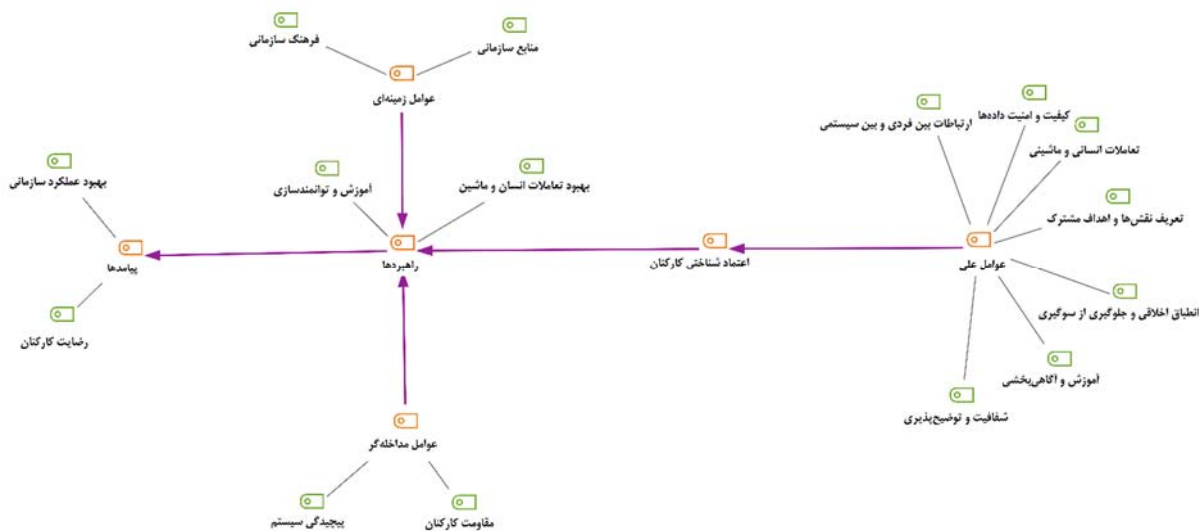 فرهنگ سازمانی
منابع سازمانی
عوامل زمینه‌ای
کیفیت و امنیت داده‌ها
ارتباطات بین فردی و بین سیستمی
تعاملات انسانی و ماشینی
بهبود تعاملات انسان و ماشین
آموزش و توانمندسازی
بهبود عملکرد سازمانی
تعریف نقش‌ها و اهداف مشترک
عوامل علی
اعتماد شناختی کارکنان
راهبردها
پیامدها
انطباق اخلاقی و جلوگیری از سوگیری
رضایت کارکنان
آموزش و آگاهی‌بخشی
شفافیت و توضیح‌پذیری
عوامل مداخله‌گر
مقاومت کارکنان
پیچیدگی سیستم